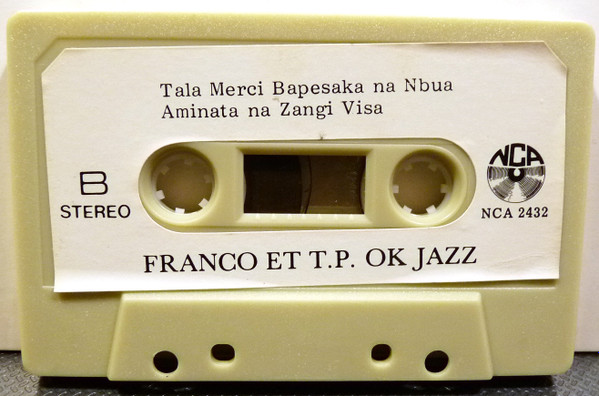 Tala Merci Bapesaka na Nbua
Aminata na Zangi Visa
B
STEREO
NCA
NCA 2432
FRANCO ET T.P. OK JAZZ